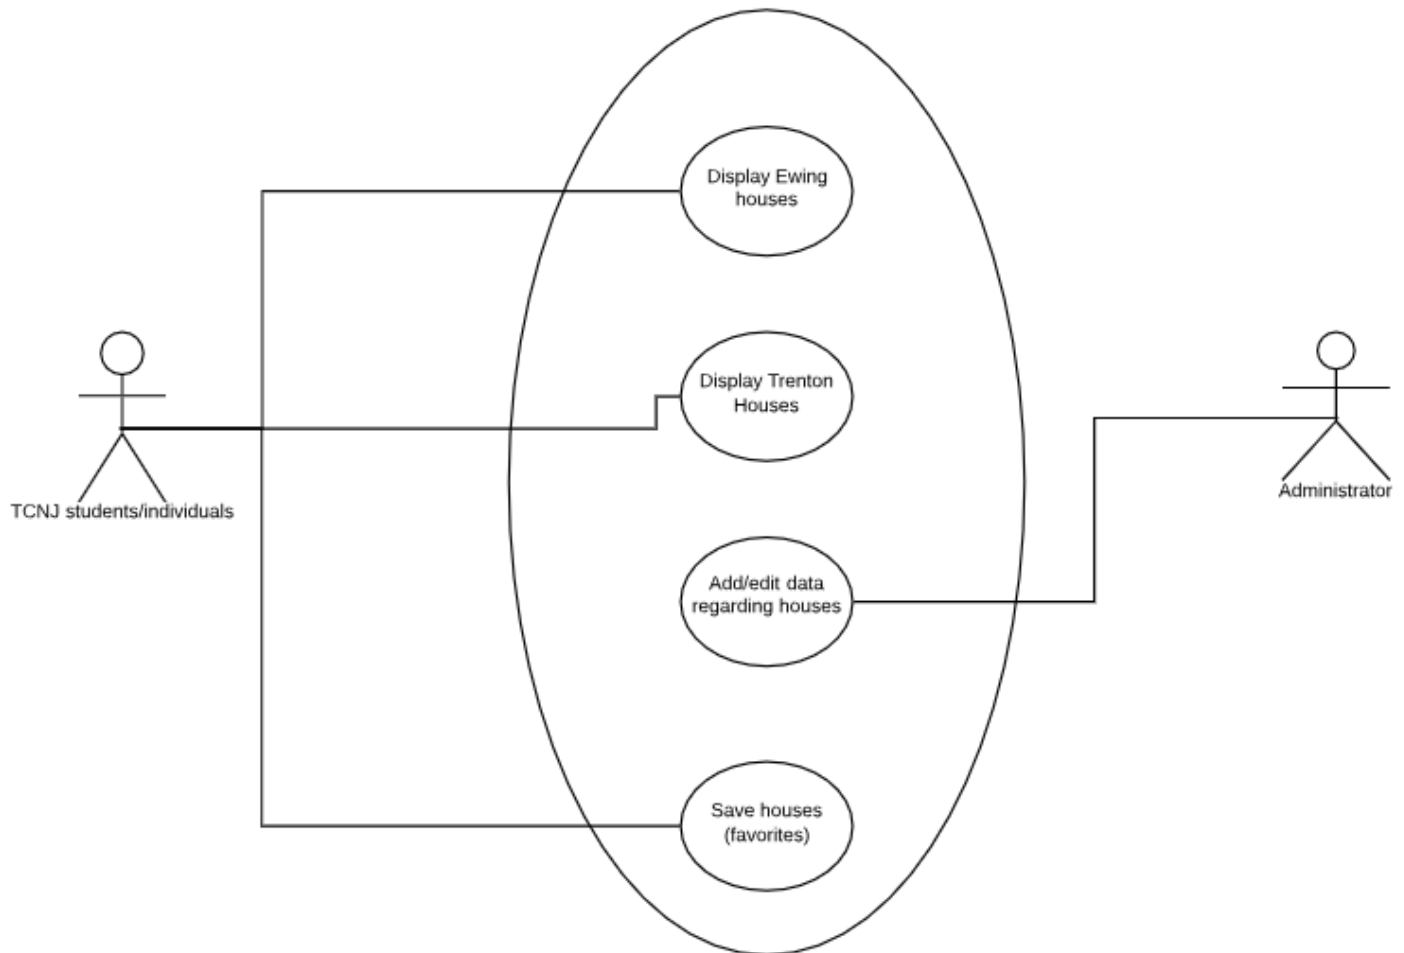 Display Ewing
houses
Display Trenton
Houses
TCNJ students/individuals
Administrator
Add/edit data
regarding houses
Save houses
(favorites)